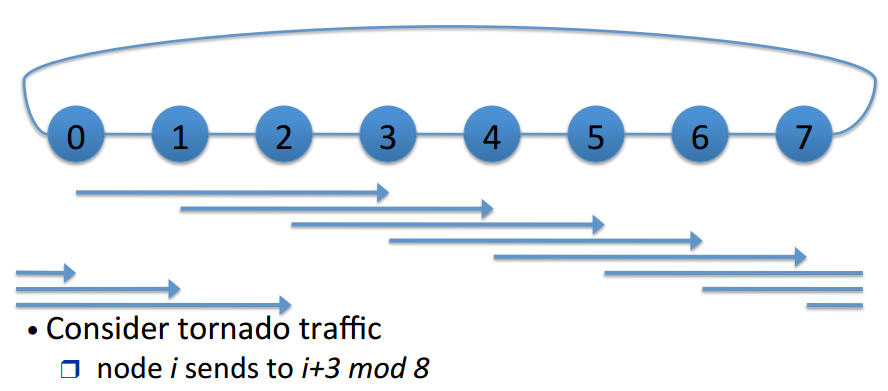 0 1 2 3 4 5 6 7
• Consider tornado traffic
❒ node i sends to i+3 mod 8